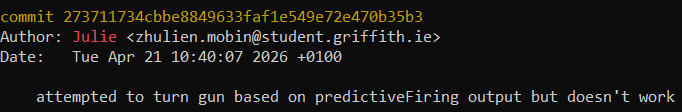 commit 273711734cbbe8849633faf1e549e72e470b35b3
Author: Julie <zhulien.mobin@student.griffith.ie>
Date:   Tue Apr 21 10:40:07 2026 +0100
attempted to turn gun based on predictiveFiring output but doesn't work